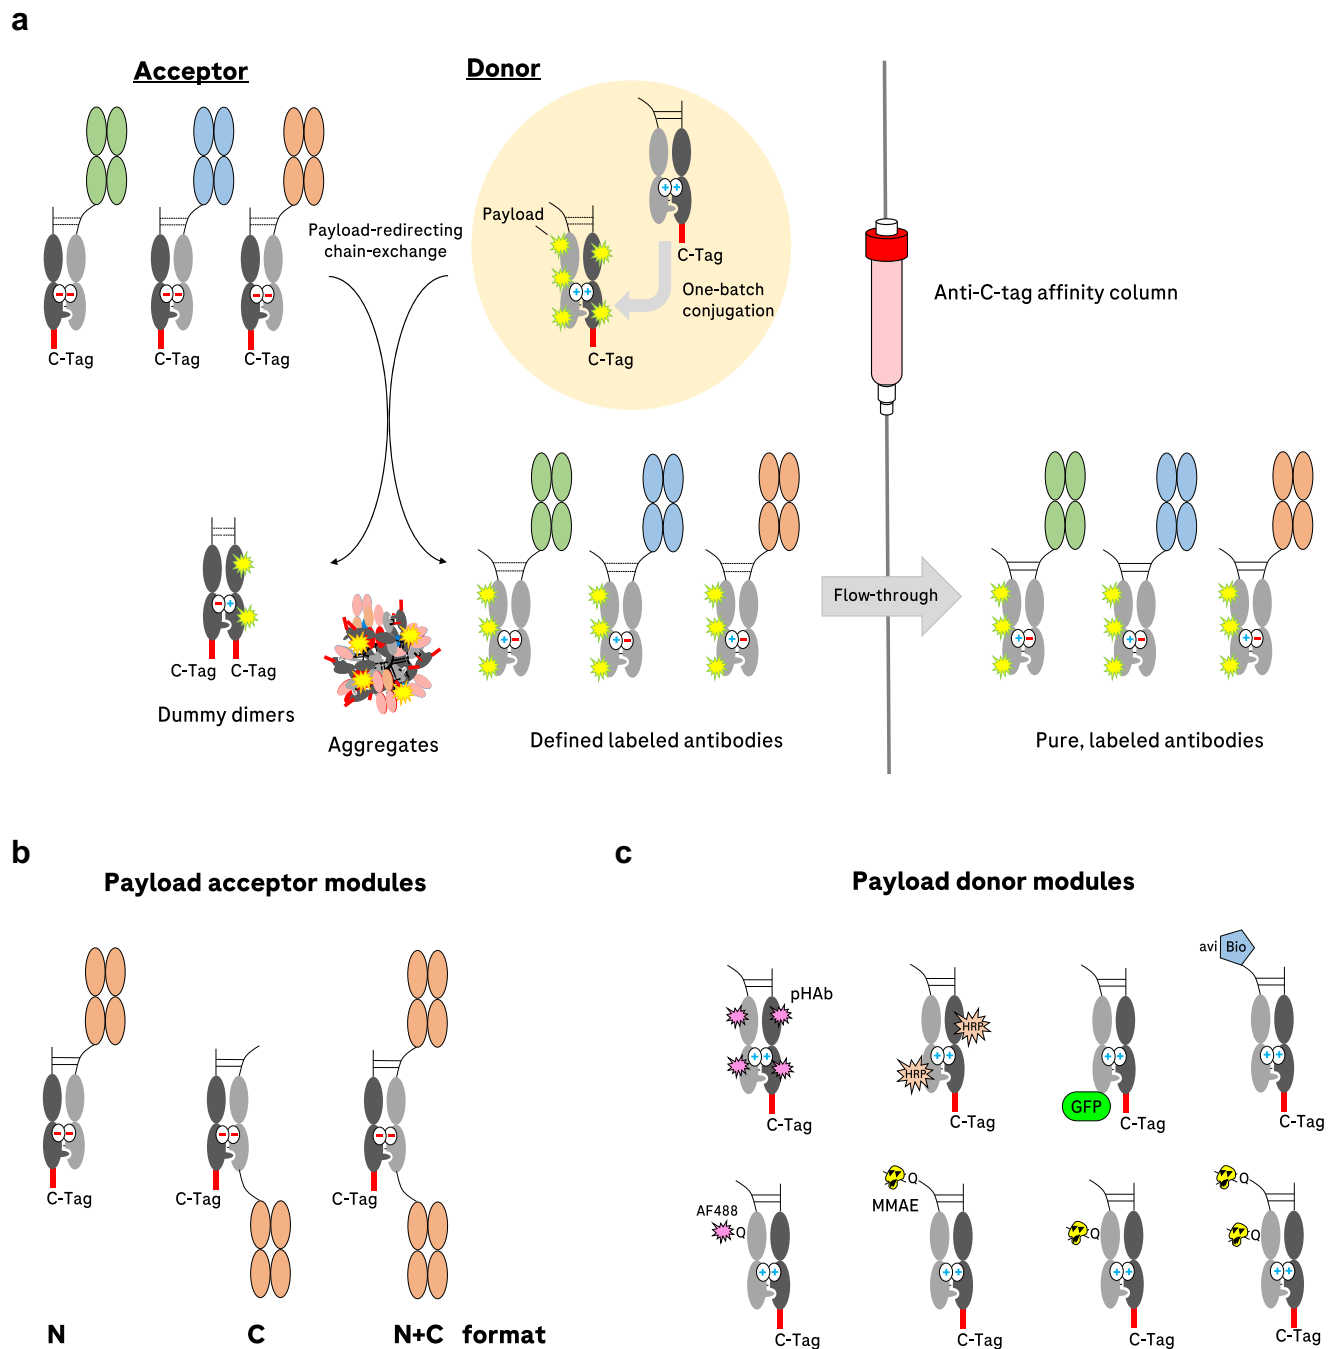 a
Acceptor
Donor
Payload
Payload-redirecting
chain-exchange
C-Tag
One-batch
conjugation
C-Tag
C-Tag
C-Tag
C-Tag
Anti-C-tag affinity column
Flow-through
C-Tag
C-Tag
Dummy dimers
Aggregates
Defined labeled antibodies
Pure, labeled antibodies
b
Payload acceptor modules
C-Tag
C-Tag
C-Tag
N
C
N+C format
c
Payload donor modules
pHAb
C-Tag
HRP
HRP
C-Tag
GFP
C-Tag
avi
Bio
C-Tag
AF488
Q
C-Tag
Q
MMAE
C-Tag
Q
C-Tag
Q
Q
C-Tag